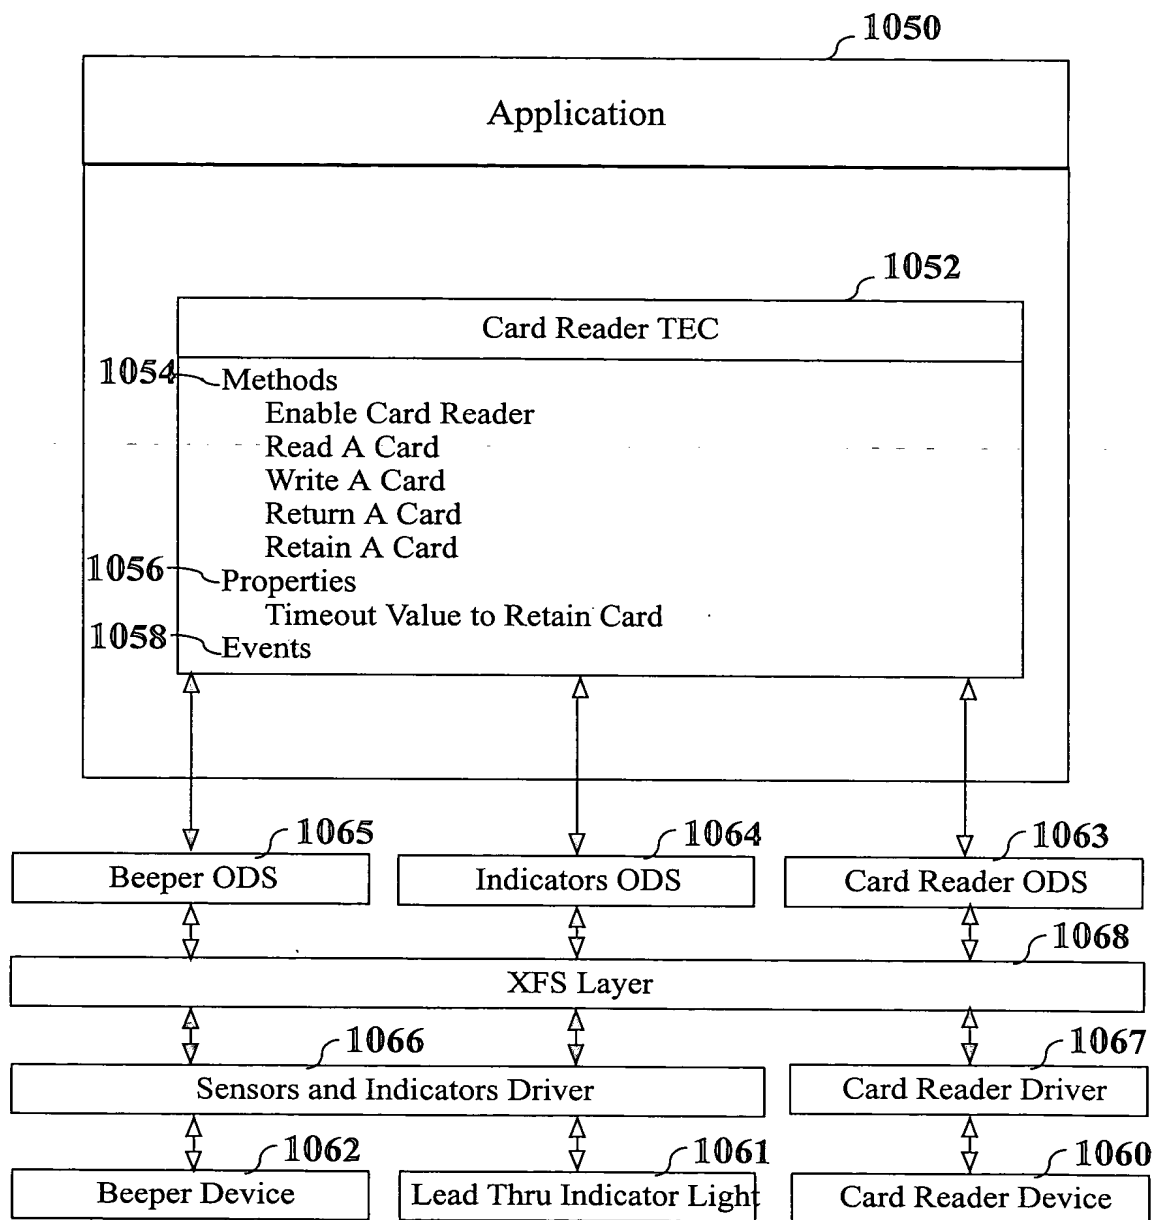 1050
Application
1052
Card Reader TEC
1054
Methods
Enable Card Reader
Read A Card
Write A Card
Return A Card
Retain A Card
1056
Properties
Timeout Value to Retain Card
1058
Events
1065
1064
1063
Beeper ODS
Indicators ODS
Card Reader ODS
1068
XFS Layer
1066
1067
Sensors and Indicators Driver
Card Reader Driver
1062
1061
1060
Beeper Device
Lead Thru Indicator Light
Card Reader Device